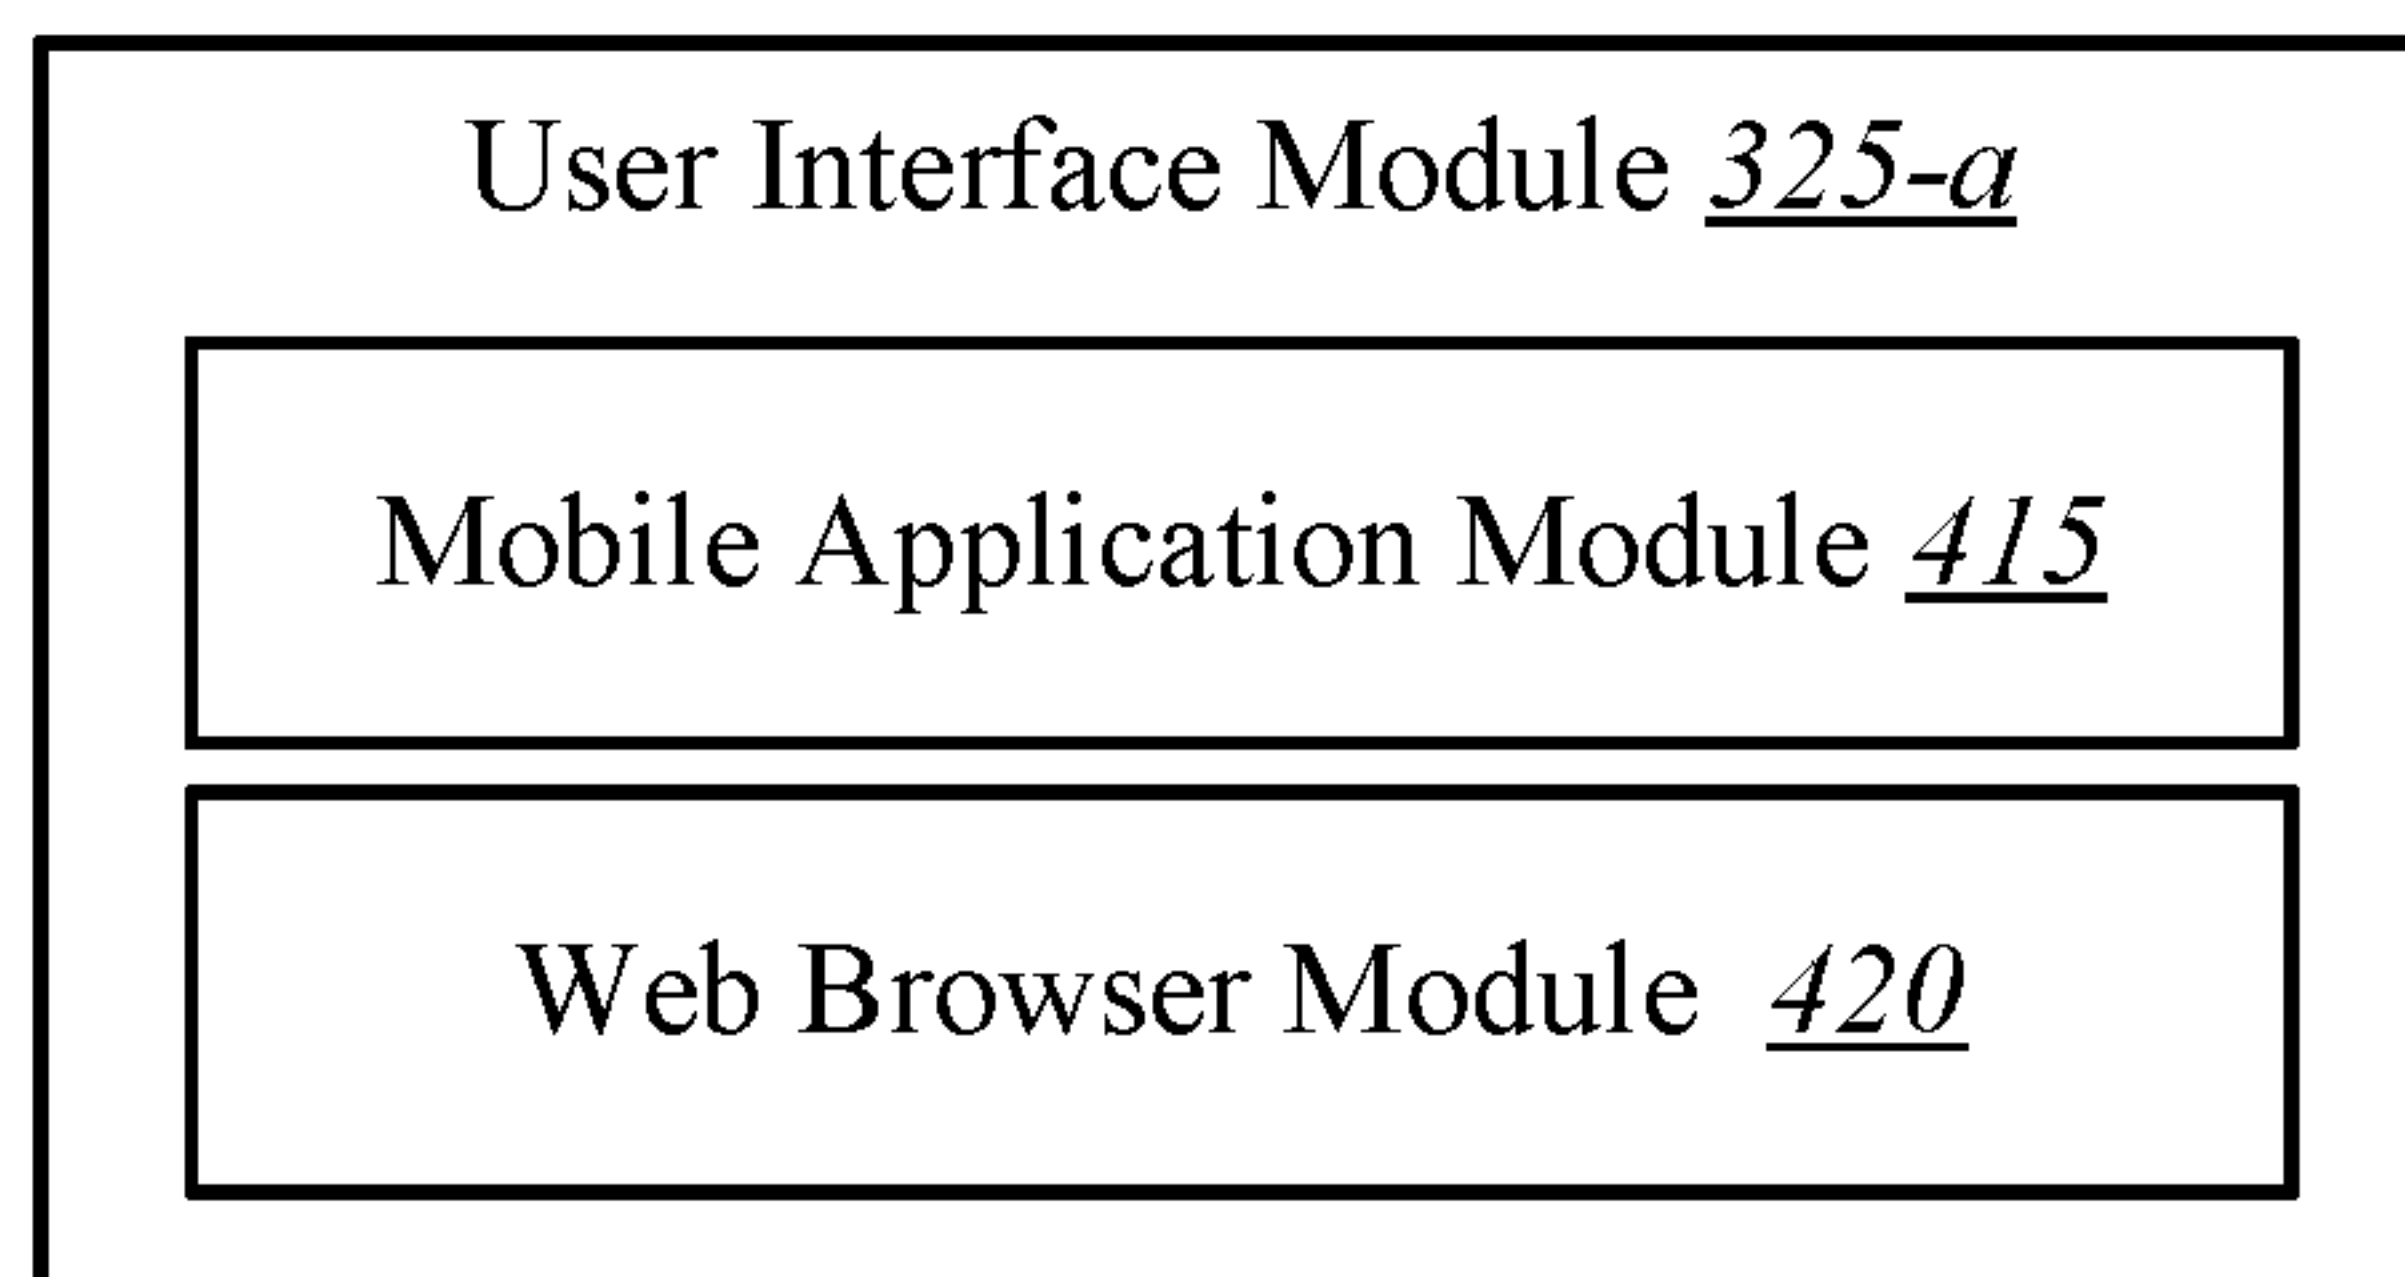 User Interface Module 325-a
Mobile Application Module 415
Web Browser Module 420